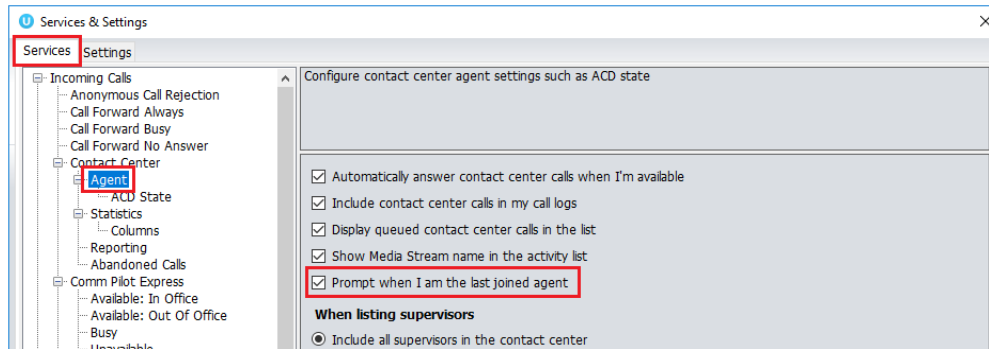 U Services & Settings
Services Settings
Incoming Calls
Anonymous Call Rejection
Call Forward Always
Call Forward Busy
Call Forward No Answer
Contact Center
Agent
ACD State
Statistics
Columns
Reporting
Abandoned Calls
Comm Pilot Express
Available: In Office
Available: Out Of Office
Busy
Unavailable
Configure contact center agent settings such as ACD state
Automatically answer contact center calls when I'm available
Include contact center calls in my call logs
Display queued contact center calls in the list
Show Media Stream name in the activity list
Prompt when I am the last joined agent
When listing supervisors
Include all supervisors in the contact center